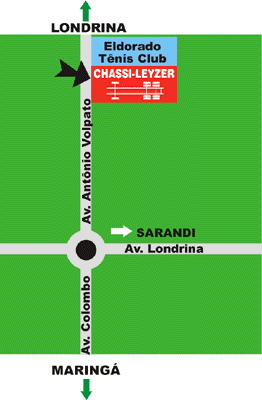 LONDRINA
Eldorado
Tênis Club
CHASSI-LEYZER
Av. Antônio Volpato
SARANDI
Av. Londrina
Av. Colombo
MARINGÁ